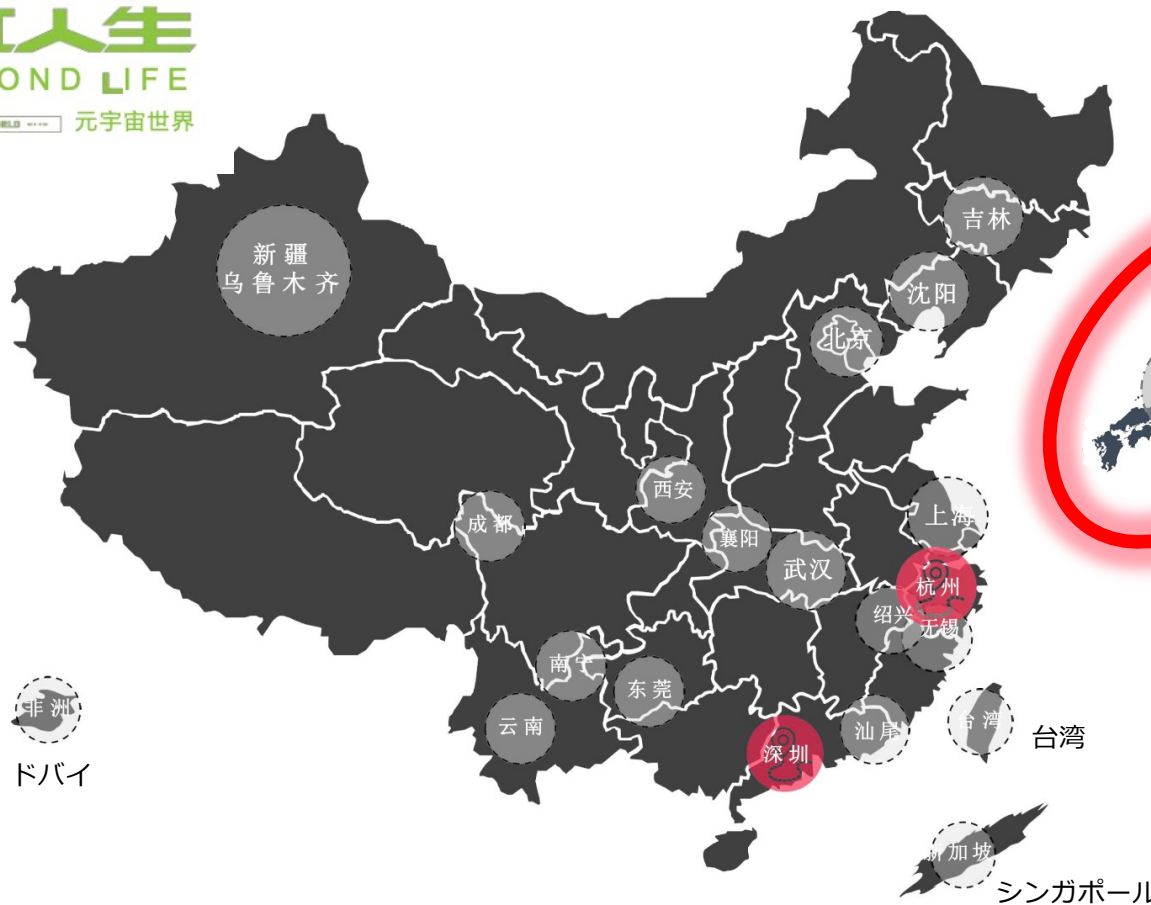 人生
OND LIFE
元宇宙世界
吉林
新疆
乌鲁木齐
沈阳
北京
西安
上海
成都
襄阳
武汉
杭州
绍兴
无锡
南宁
东莞
非洲
云南
汕尾
台湾
台湾
深圳
ドバイ
新加坡
シンガポール